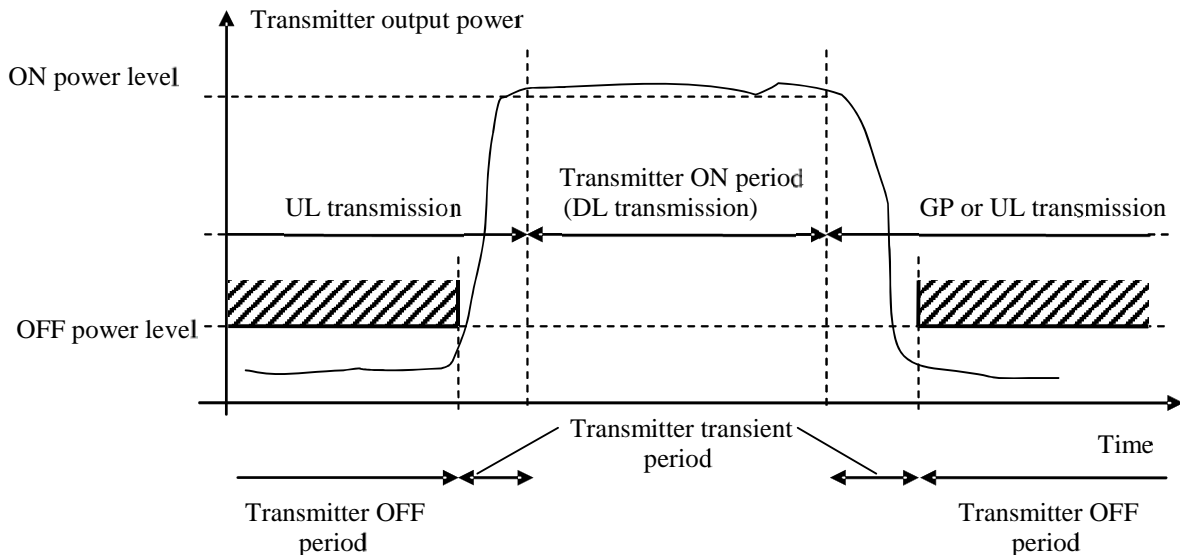 Transmitter output power
ON power level
Transmitter ON period
(DL transmission)
UL transmission
GP or UL transmission
OFF power level
Transmitter transient
period
Time
Transmitter OFF
period
Transmitter OFF
period